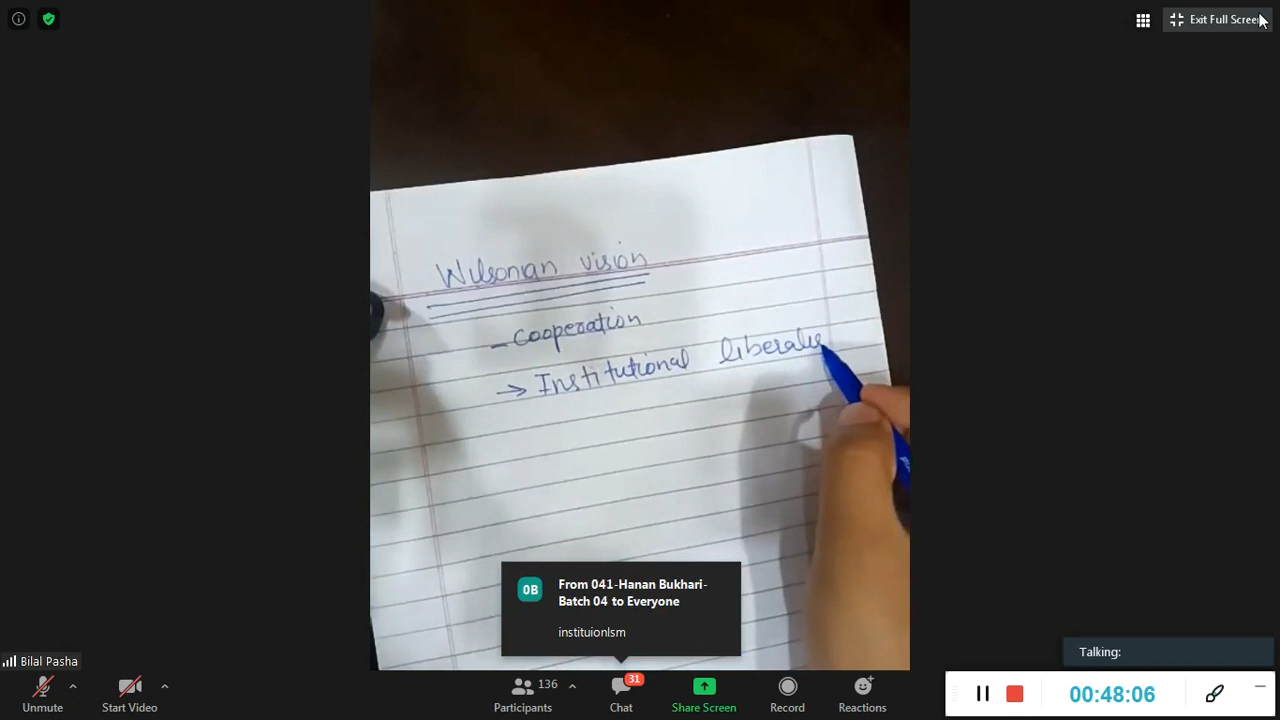 Exit Full Screen
Wilsonian vision
- Cooperation
→ Institutional liberalis
From 041-Hanan Bukhari-
Batch 04 to Everyone
instituionlsm
Bilal Pasha
Talking:
Unmute
Start Video
136
Participants
31
Chat
Share Screen
Record
Reactions
00:48:06